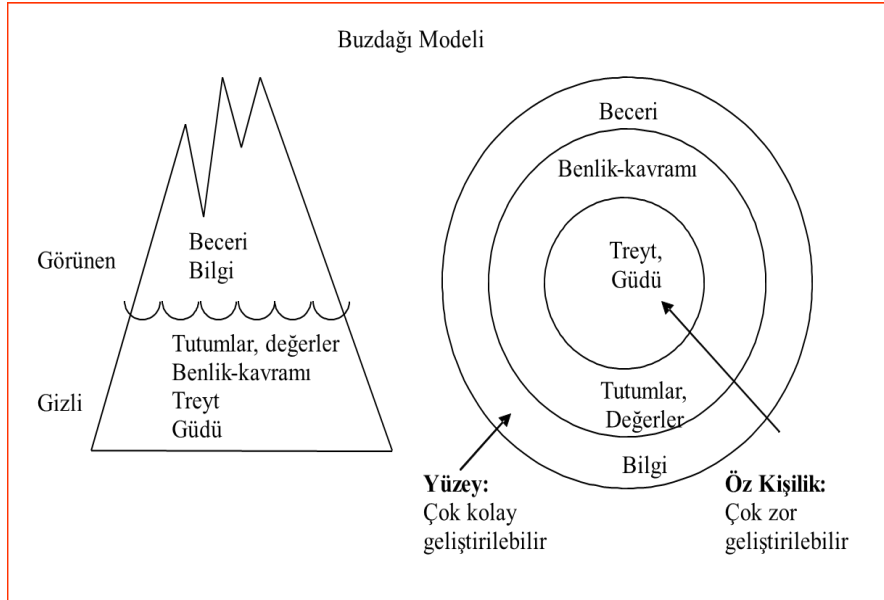 Buzdağı Modeli
Görünen
Beceri
Bilgi
Gizli
Tutumlar, değerler
Benlik-kavramı
Treyt
Güdü
Beceri
Benlik-kavramı
Treyt,
Güdü
Tutumlar,
Değerler
Bilgi
Yüzey:
Çok kolay
geliştirilebilir
Öz Kişilik:
Çok zor
geliştirilebilir